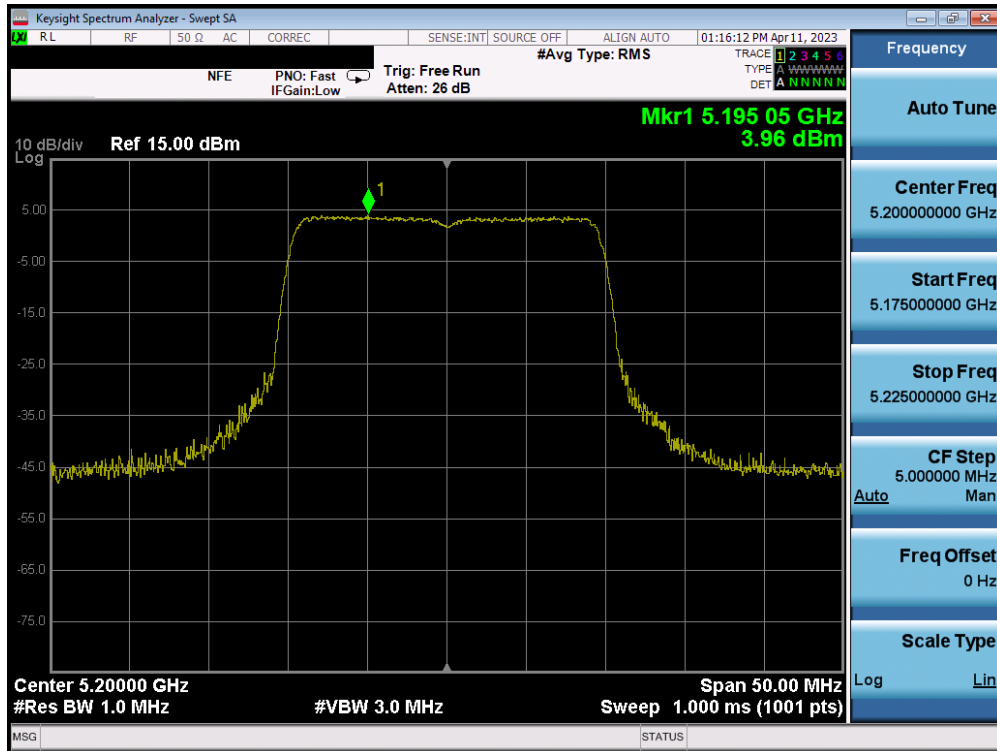 Keysight Spectrum Analyzer - Swept SA
LXI RL RF 50 Ω AC CORREC SENSE:INT SOURCE OFF ALIGN AUTO 01:16:12 PM Apr 11, 2023
#Avg Type: RMS
TRACE 1 2 3 4 5 6
TYPE A WWWWW
DET A N N N N N
NFE
PNO: Fast
IFGain:Low
Trig: Free Run
Atten: 26 dB
Mkr1 5.195 05 GHz
3.96 dBm
10 dB/div
Log
Ref 15.00 dBm
1
5.00
-5.00
-15.0
-25.0
-35.0
-45.0
-55.0
-65.0
-75.0
Center 5.20000 GHz
Span 50.00 MHz
#Res BW 1.0 MHz
#VBW 3.0 MHz
Sweep 1.000 ms (1001 pts)
MSG
STATUS
Frequency
Auto Tune
Center Freq
5.200000000 GHz
Start Freq
5.175000000 GHz
Stop Freq
5.225000000 GHz
CF Step
5.000000 MHz
Auto Man
Freq Offset
0 Hz
Scale Type
Log Lin